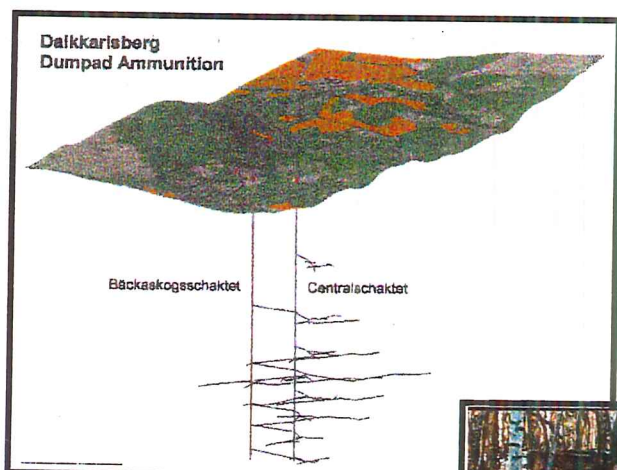 Dalkkarlsberg
Dumpad Ammunition
Bäckaskogsschaktet
Centralschaktet